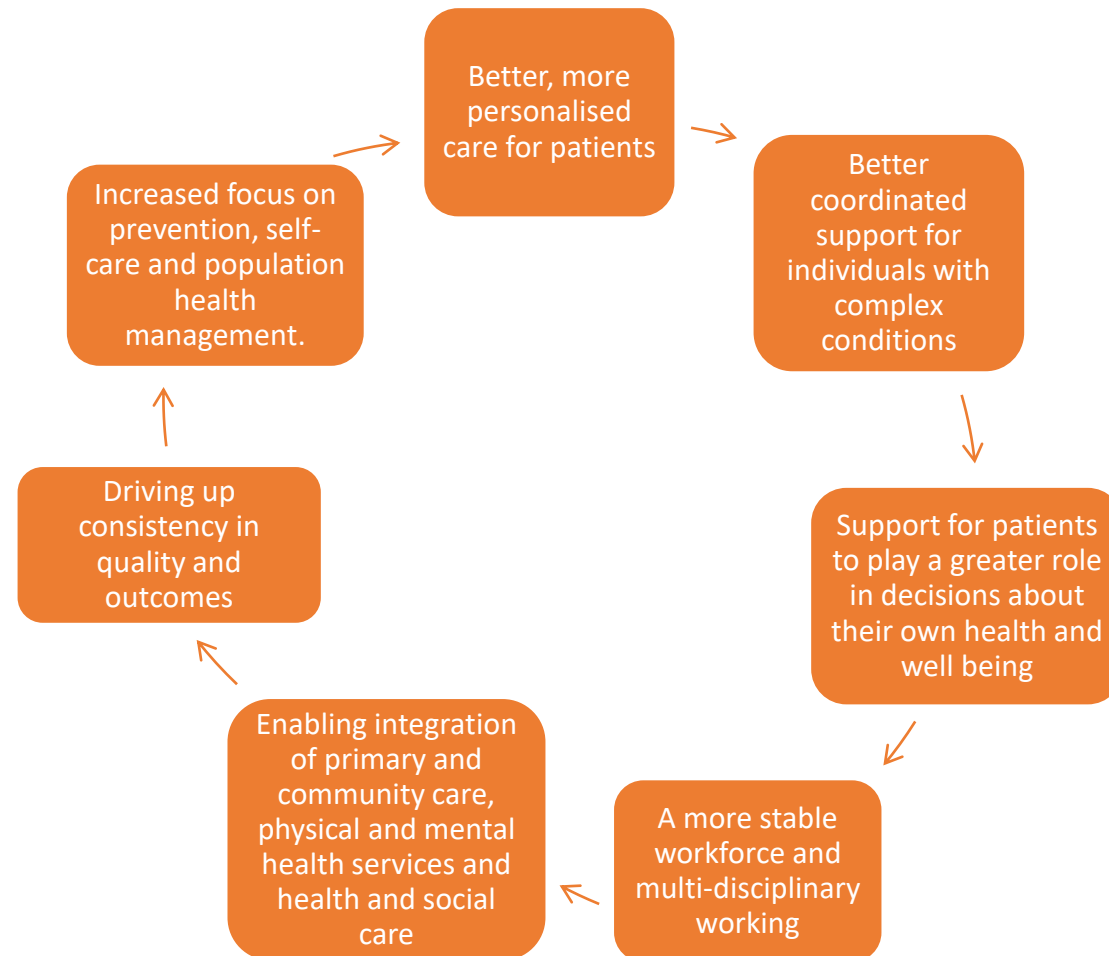 Better, more
personalised
care for patients
Better
coordinated
support for
individuals with
complex
conditions
Support for patients
to play a greater role
in decisions about
their own health and
well being
A more stable
workforce and
multi-disciplinary
working
Enabling integration
of primary and
community care,
physical and mental
health services and
health and social
care
Driving up
consistency in
quality and
outcomes
Increased focus on
prevention, self-
care and population
health
management.